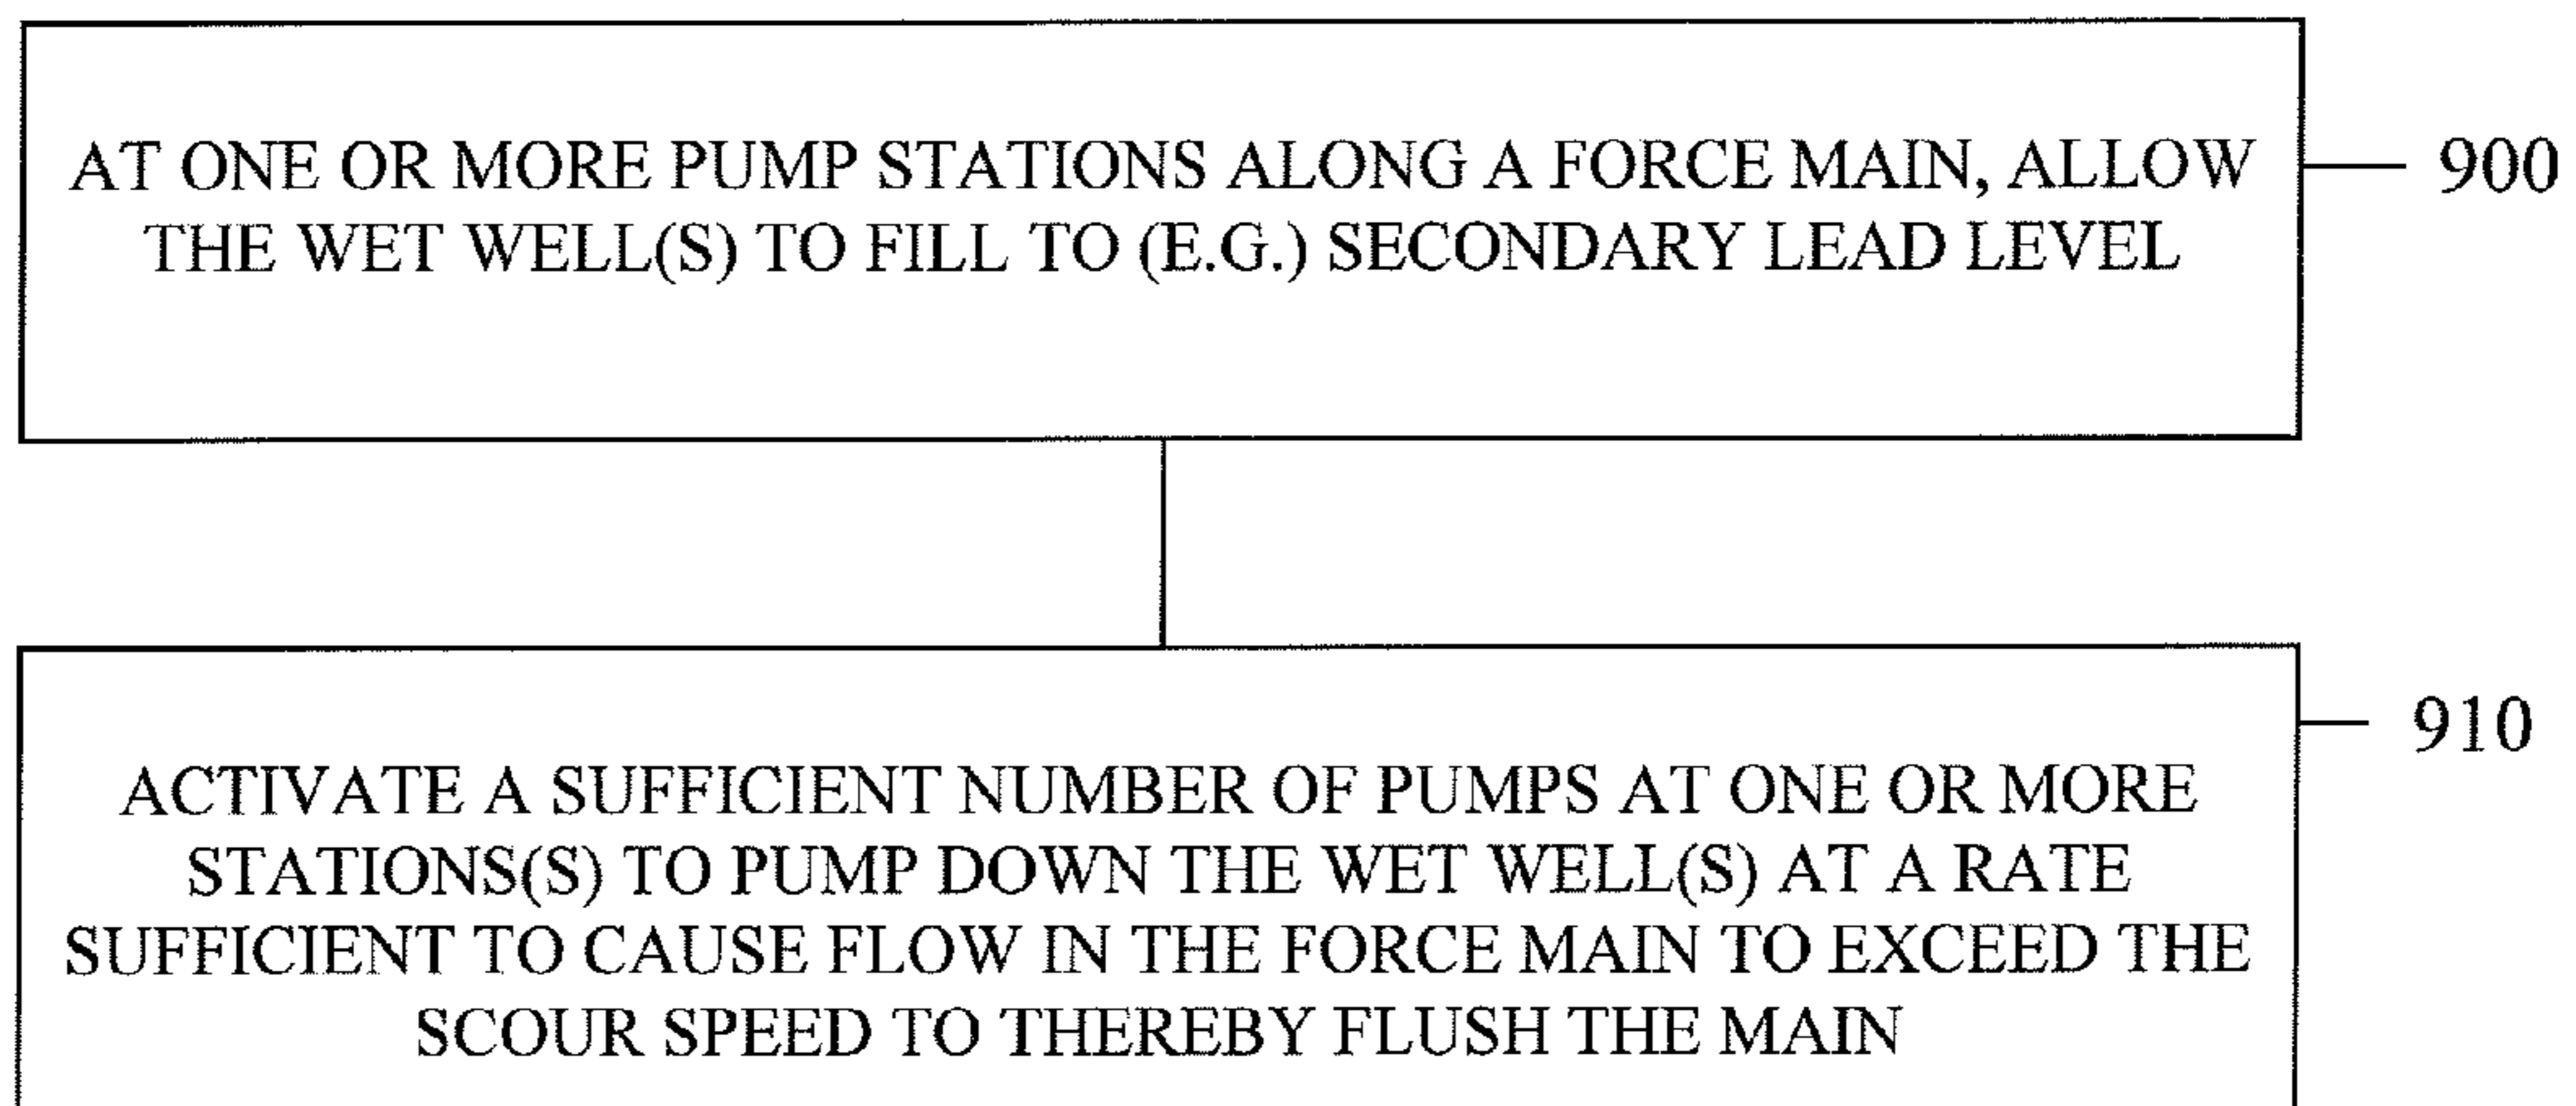 AT ONE OR MORE PUMP STATIONS ALONG A FORCE MAIN, ALLOW
THE WET WELL(S) TO FILL TO (E.G.) SECONDARY LEAD LEVEL
900
910
ACTIVATE A SUFFICIENT NUMBER OF PUMPS AT ONE OR MORE
STATIONS(S) TO PUMP DOWN THE WET WELL(S) AT A RATE
SUFFICIENT TO CAUSE FLOW IN THE FORCE MAIN TO EXCEED THE
SCOUR SPEED TO THEREBY FLUSH THE MAIN